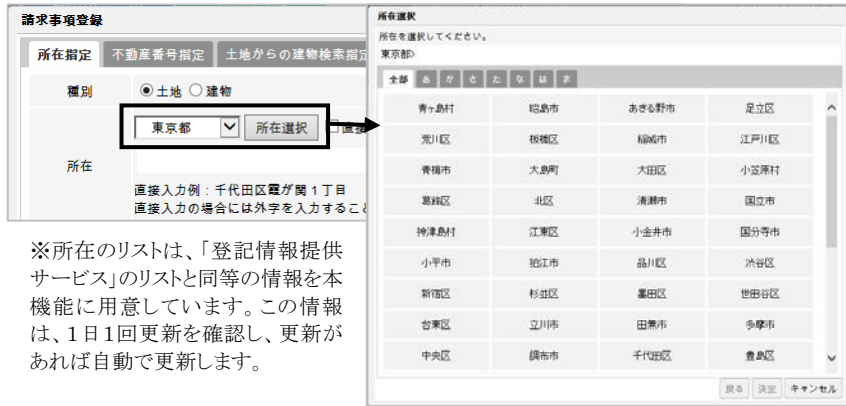 請求事項登録
所在指定 不動産番号指定 土地からの建物検索指定
種別 土地 建物
東京都 所在選択 直接
所在
直接入力例：千代田区霞が関１丁目
直接入力の場合には外字を入力すること
※所在のリストは、「登記情報提供
サービス」のリストと同等の情報を本
機能に用意しています。この情報
は、１日１回更新を確認し、更新が
あれば自動で更新します。
所在選択
所在を選択してください。
東京都>
全部 あ か さ た な は ま
青ヶ島村 昭島市 あきる野市 足立区
荒川区 板橋区 稲城市 江戸川区
青梅市 大島町 大田区 小笠原村
葛飾区 北区 清瀬市 国立市
神津島村 江東区 小金井市 国分寺市
小平市 狛江市 品川区 渋谷区
新宿区 杉並区 墨田区 世田谷区
台東区 立川市 田無市 多摩市
中央区 調布市 千代田区 豊島区
戻る 決定 キャンセル